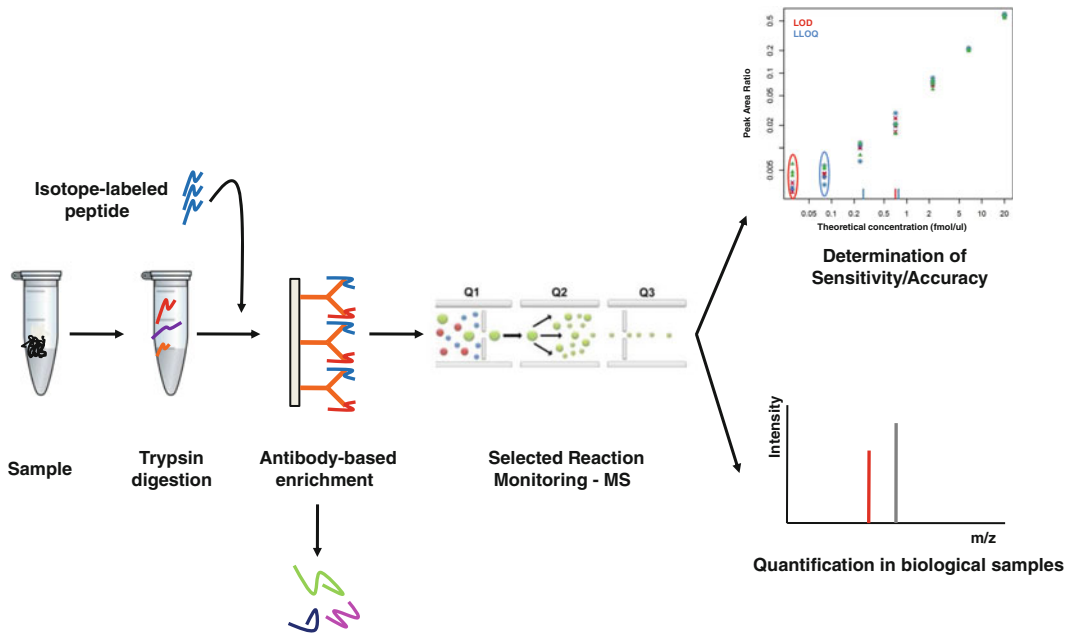 LOD
LLOQ
Peak Area Ratio
0.5
0.2
0.1
0.05
0.02
0.005
0.05
0.1
0.2
0.5
1
2
5
10
20
Theoretical concentration (fmol/ul)
Determination of
Sensitivity/Accuracy
Isotope-labeled
peptide
Q1
Q2
Q3
Sample
Trypsin
digestion
Antibody-based
enrichment
Selected Reaction
Monitoring - MS
Intensity
m/z
Quantification in biological samples